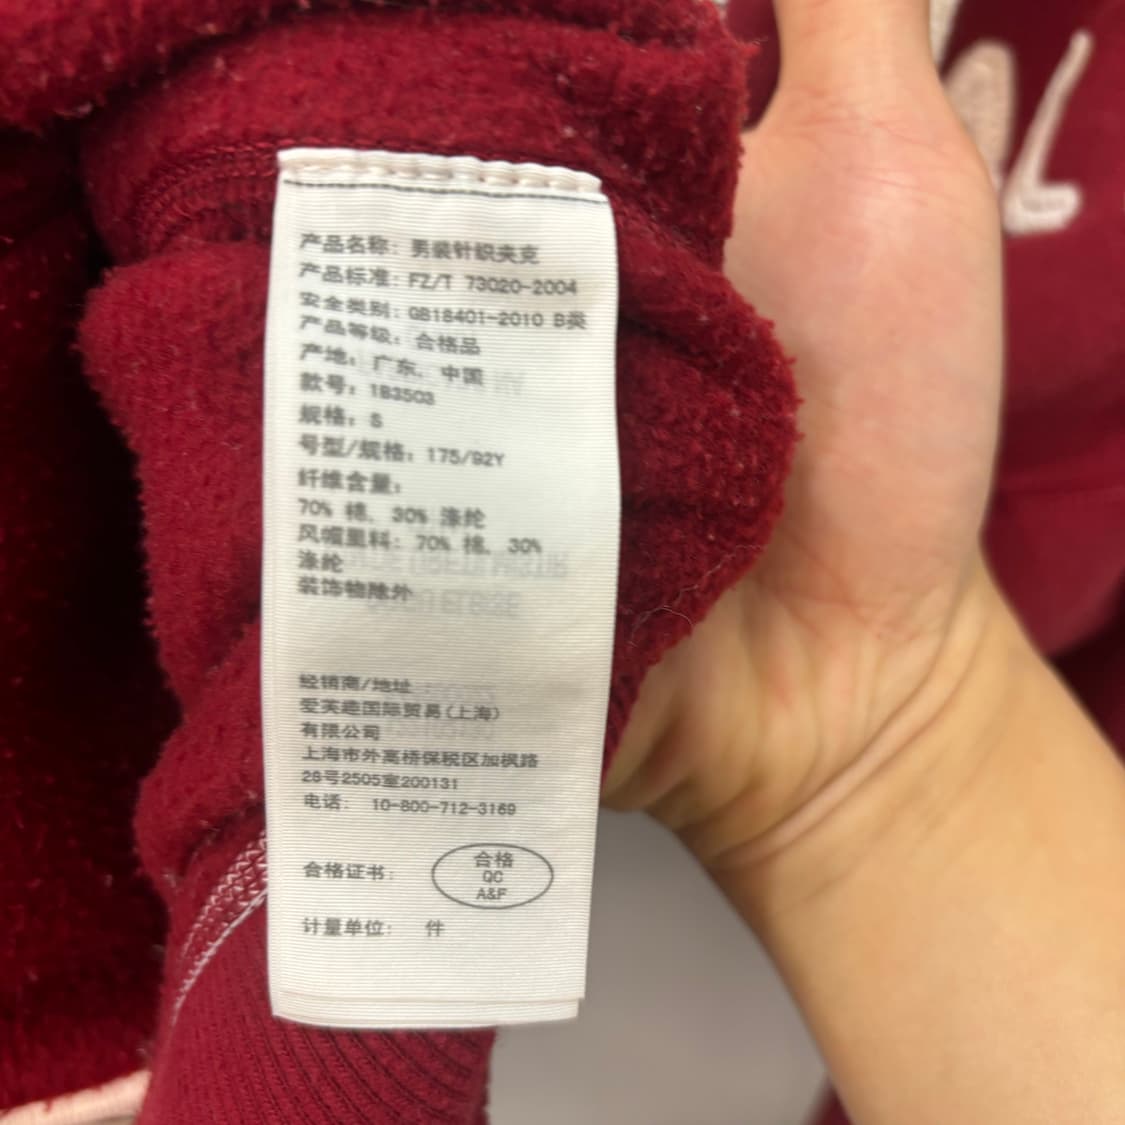 产品名称：男装针织夹克
产品标准：FZ/T 73020-2004
安全类别：GB18401-2010 B类
产品等级：合格品
产地：广东、中国
款号：1B3503
规格：S
号型/规格：175/92Y
纤维含量：
70% 棉、30% 涤纶
风帽里料：70% 棉、30%
涤纶
装饰物除外
经销商/地址
爱芙趣国际贸易(上海)
有限公司
上海市外高桥保税区加枫路
28号2505室200131
电话： 10-800-712-3169
合格证书：
合格
QC
A&F
计量单位： 件